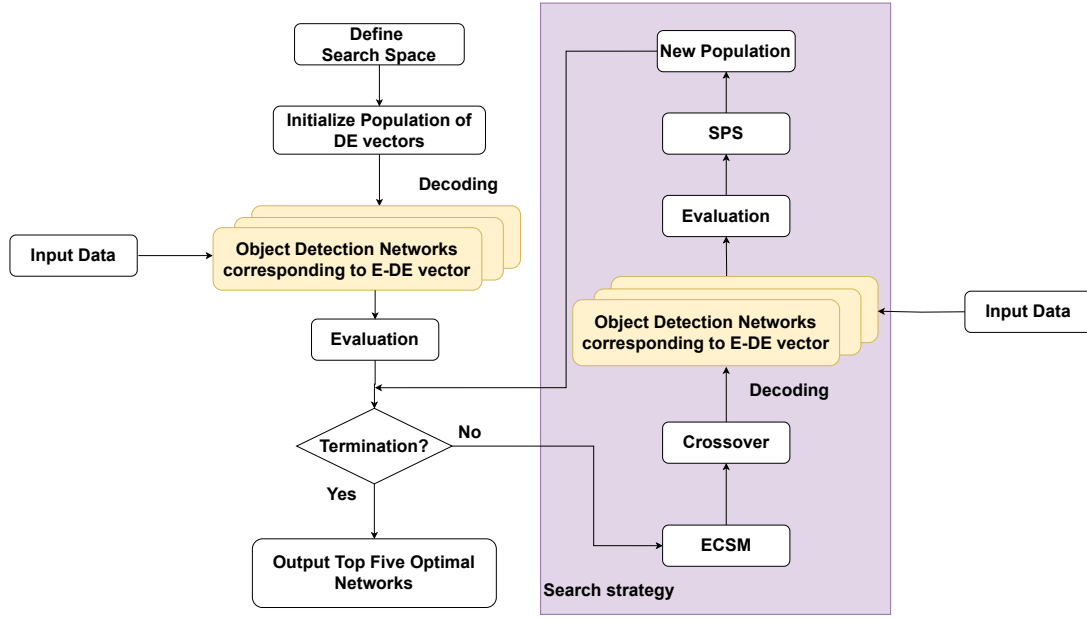 Define
Search Space
Initialize Population of
DE vectors
Decoding
Input Data
Object Detection Networks
corresponding to E-DE vector
Evaluation
Termination?
No
Yes
Output Top Five Optimal
Networks
New Population
SPS
Evaluation
Object Detection Networks
corresponding to E-DE vector
Input Data
Decoding
Crossover
ECSM
Search strategy